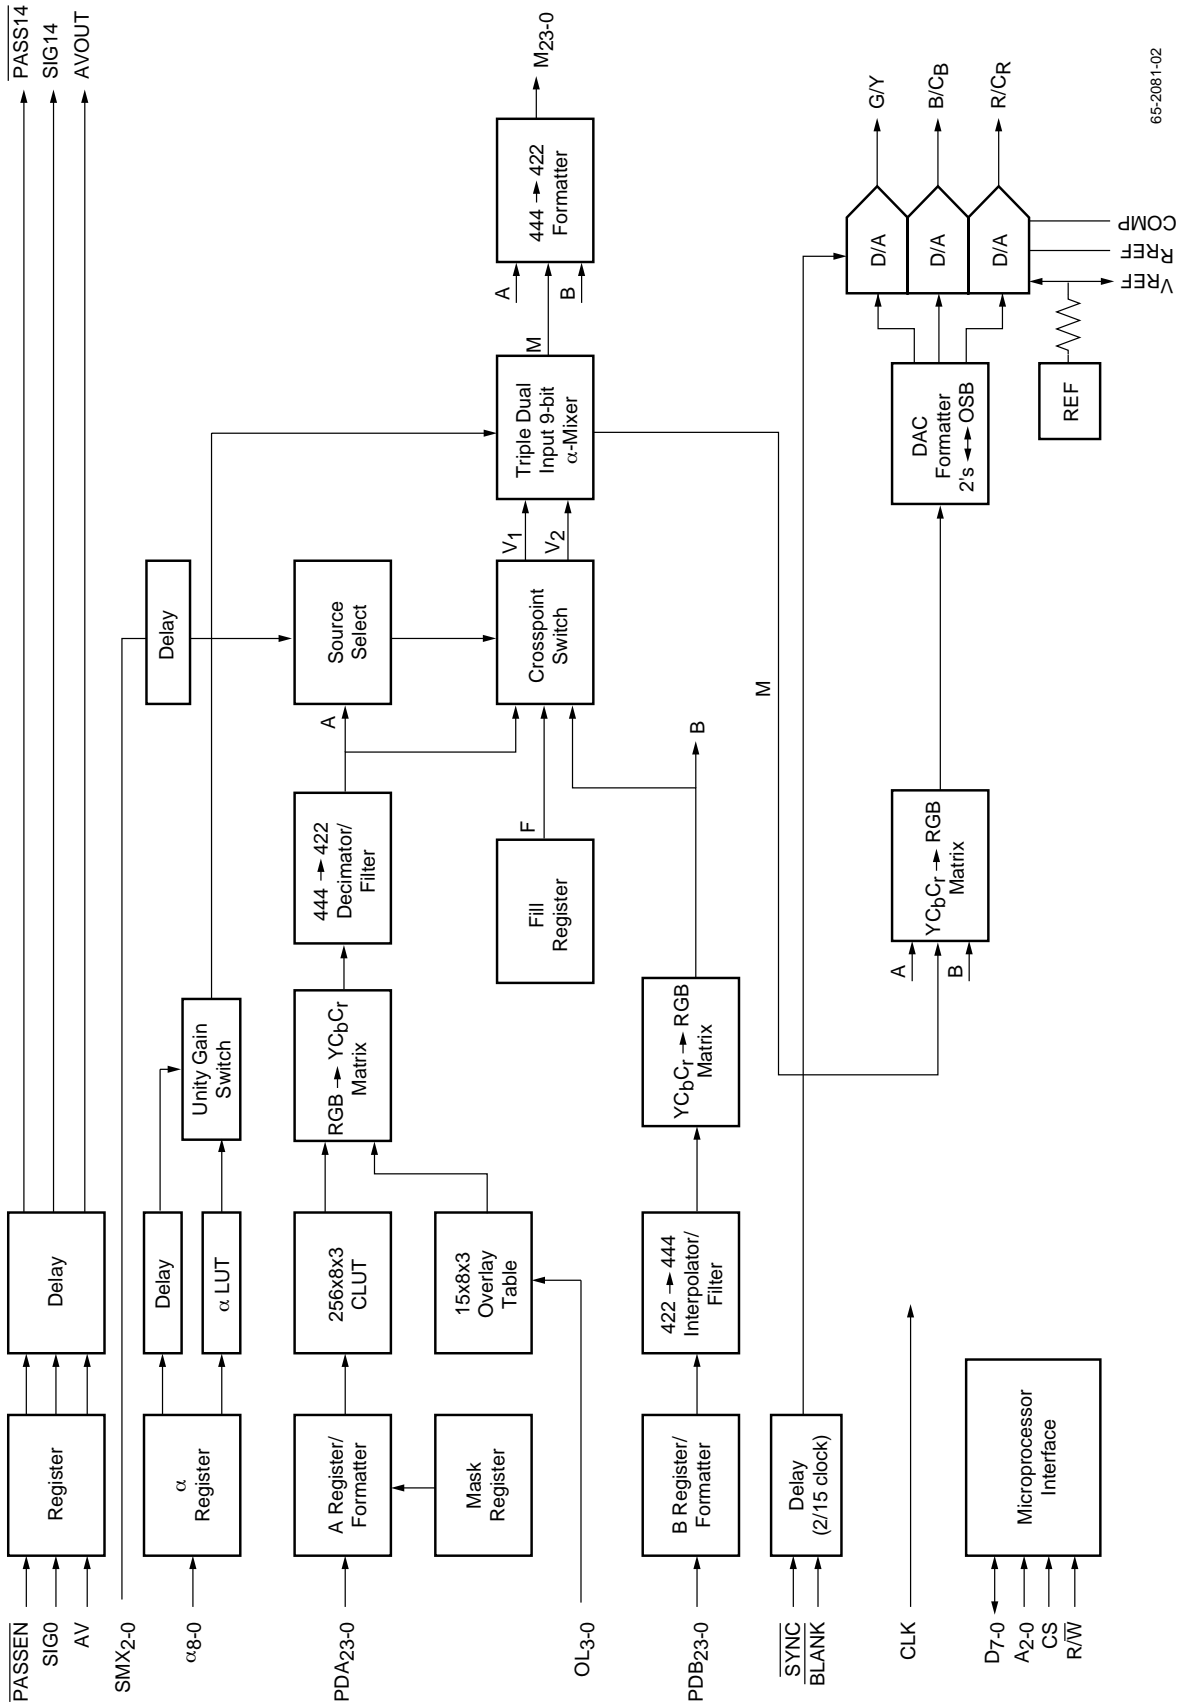 PASSEN
SIG0
AV
Register
Delay
PASS14
SIG14
AVOUT
SMX2-0
Delay
α8-0
α
Register
Delay
α LUT
Unity Gain
Switch
PDA23-0
A Register/
Formatter
256x8x3
CLUT
RGB → YCbCr
Matrix
444 → 422
Decimator/
Filter
A
Source
Select
Mask
Register
15x8x3
Overlay
Table
OL3-0
Fill
Register
F
Crosspoint
Switch
V1
V2
Triple Dual
Input 9-bit
α-Mixer
M
A
B
444 → 422
Formatter
M23-0
PDB23-0
B Register/
Formatter
422 → 444
Interpolator/
Filter
YCbCr → RGB
Matrix
B
M
SYNC
BLANK
Delay
(2/15 clock)
CLK
A
B
YCbCr → RGB
Matrix
DAC
Formatter
2's ↔ OSB
D/A
D/A
D/A
G/Y
B/CB
R/CR
REF
VREF
RREF
COMP
D7-0
A2-0
CS
R/W
Microprocessor
Interface
65-2081-02